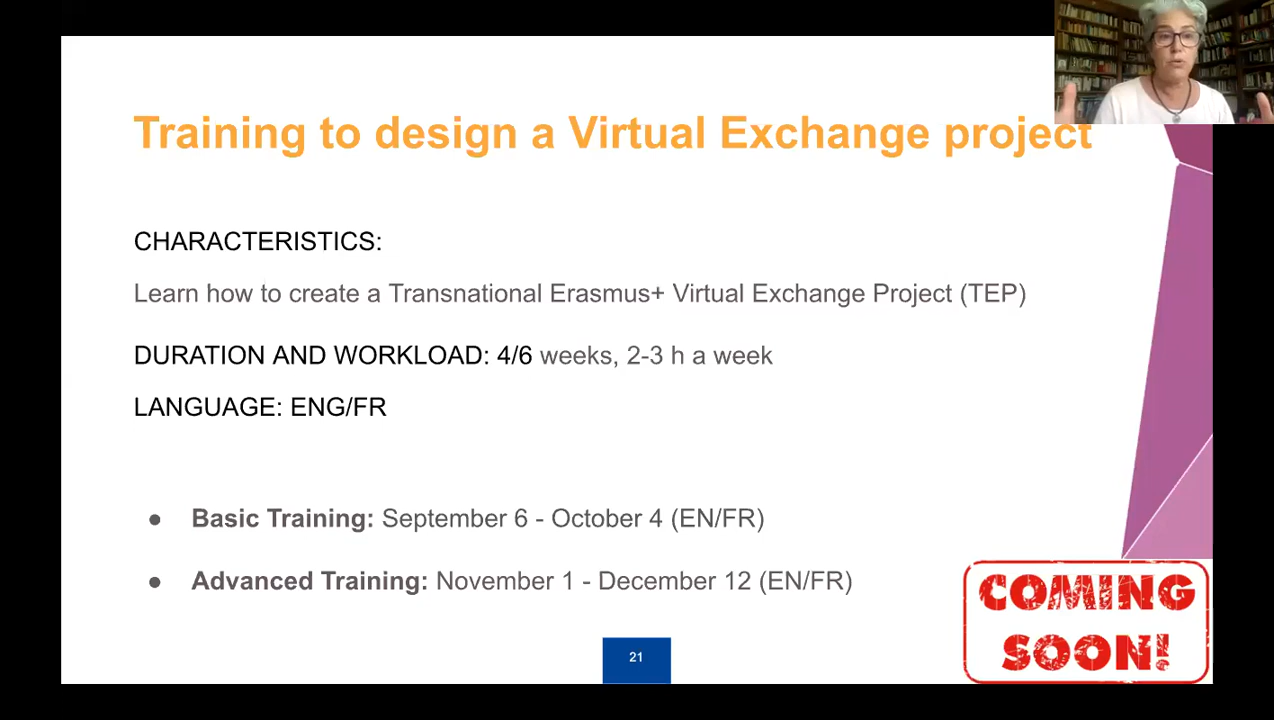 Training to design a Virtual Exchange project
CHARACTERISTICS:
Learn how to create a Transnational Erasmus+ Virtual Exchange Project (TEP)
DURATION AND WORKLOAD: 4/6 weeks, 2-3 h a week
LANGUAGE: ENG/FR
● Basic Training: September 6 - October 4 (EN/FR)
● Advanced Training: November 1 - December 12 (EN/FR)
COMING
SOON!
21